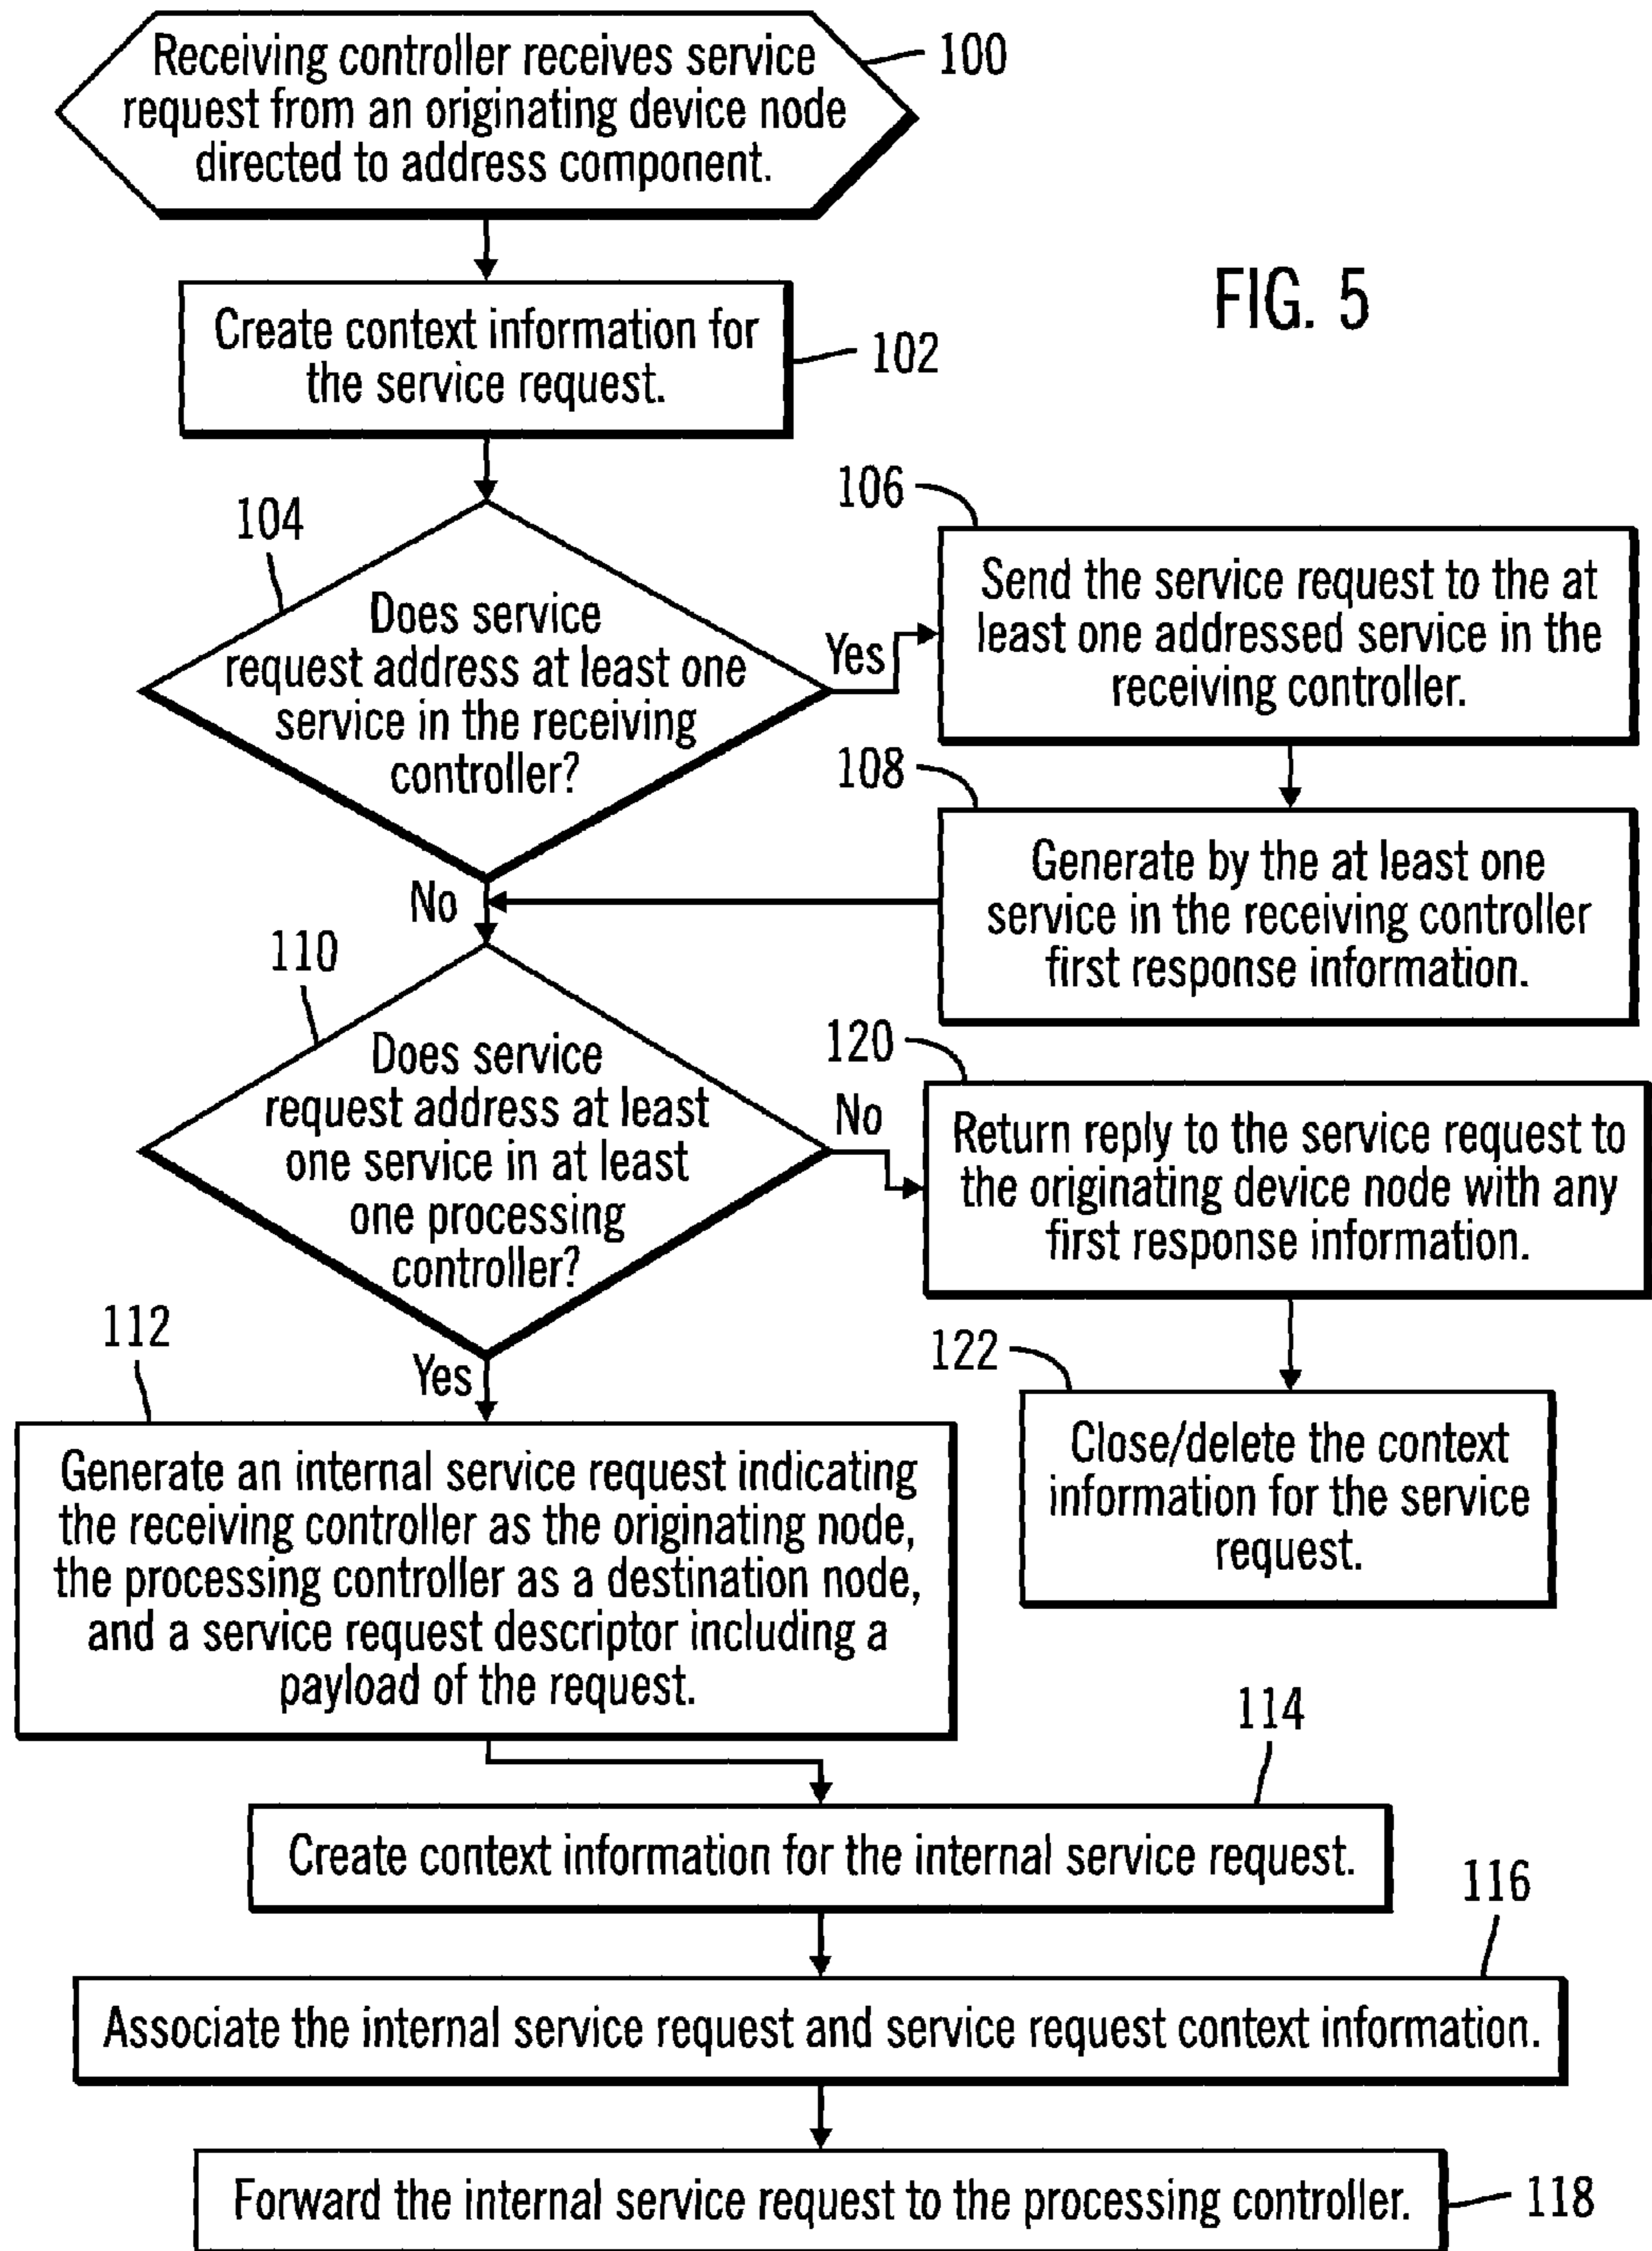 Receiving controller receives service
request from an originating device node
directed to address component.
100
FIG. 5
Create context information for
the service request.
102
104
Does service
request address at least one
service in the receiving
controller?
Yes
No
106
Send the service request to the at
least one addressed service in the
receiving controller.
108
Generate by the at least one
service in the receiving controller
first response information.
110
Does service
request address at least
one service in at least
one processing
controller?
No
Yes
120
Return reply to the service request to
the originating device node with any
first response information.
122
Close/delete the context
information for the service
request.
112
Generate an internal service request indicating
the receiving controller as the originating node,
the processing controller as a destination node,
and a service request descriptor including a
payload of the request.
114
Create context information for the internal service request.
116
Associate the internal service request and service request context information.
Forward the internal service request to the processing controller.
118